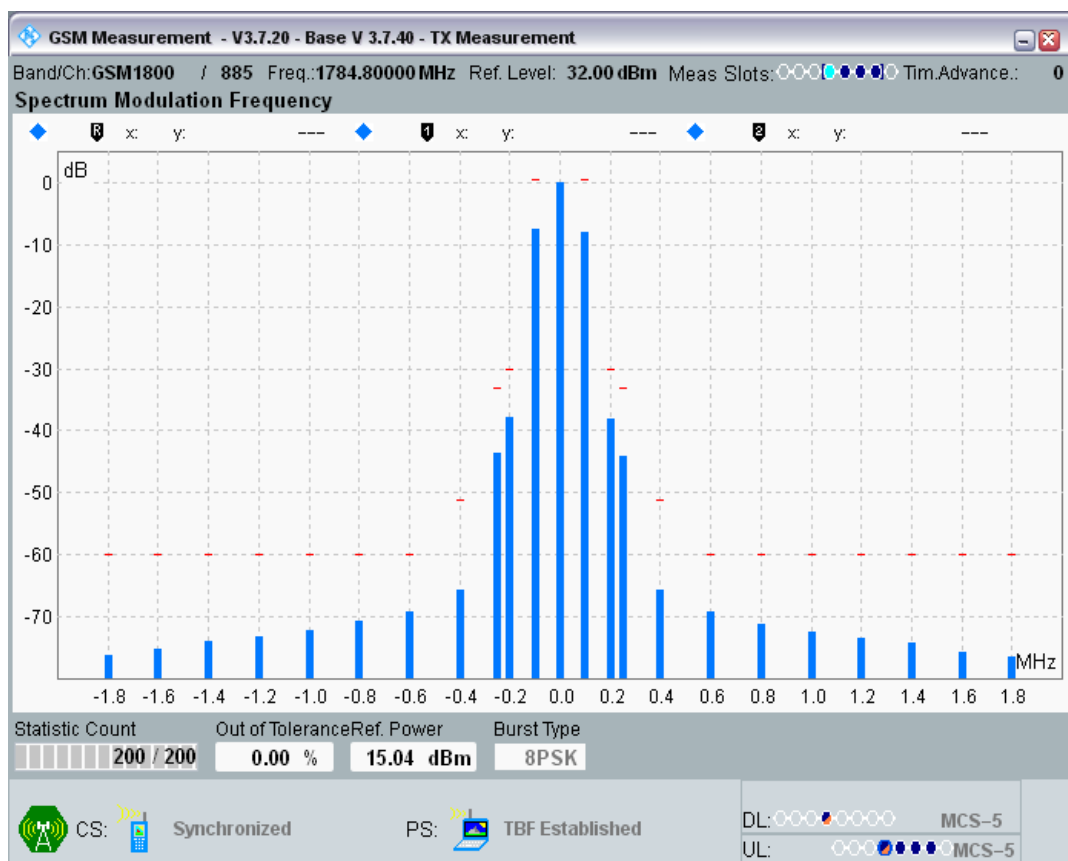 GSM Measurement - V3.7.20 - Base V 3.7.40 - TX Measurement
Band/Ch:GSM1800 / 885 Freq.:1784.80000 MHz Ref. Level: 32.00 dBm Meas Slots: Tim.Advance.: 0
Spectrum Modulation Frequency
R x: y: --- 1 x: y: --- 2 x: y: ---
dB
0
-10
-20
-30
-40
-50
-60
-70
MHz
-1.8 -1.6 -1.4 -1.2 -1.0 -0.8 -0.6 -0.4 -0.2 0.0 0.2 0.4 0.6 0.8 1.0 1.2 1.4 1.6 1.8
Statistic Count Out of Tolerance Ref. Power Burst Type
200 / 200 0.00 % 15.04 dBm 8PSK
CS: Synchronized PS: TBF Established
DL: MCS-5
UL: MCS-5